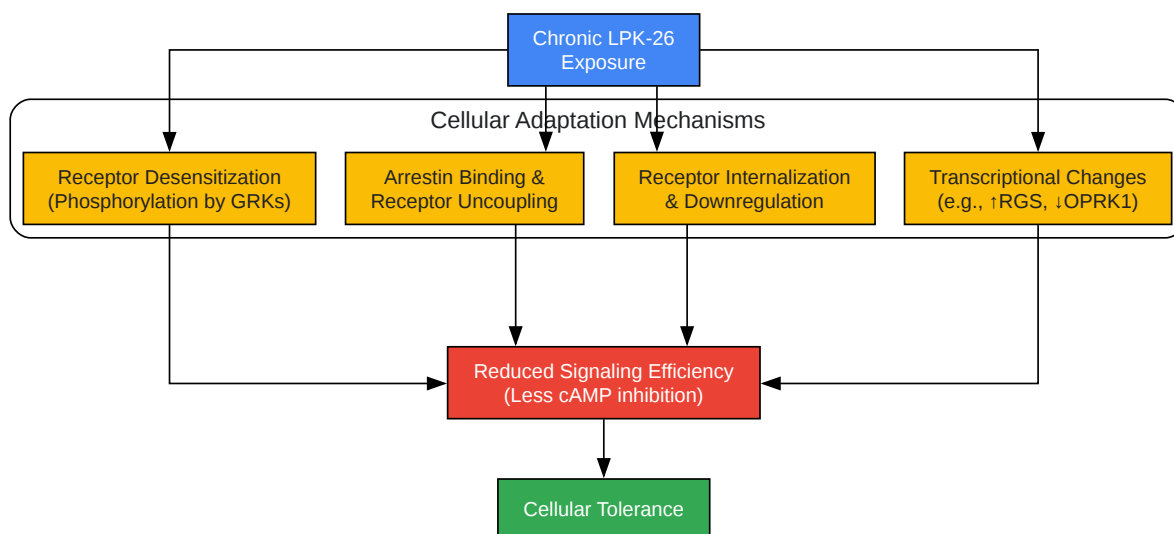 Chronic LPK-26
Exposure
Cellular Adaptation Mechanisms
Receptor Desensitization
(Phosphorylation by GRKs)
Arrestin Binding &
Receptor Uncoupling
Receptor Internalization
& Downregulation
Transcriptional Changes
(e.g., ↑RGS, ↓OPRK1)
Reduced Signaling Efficiency
(Less cAMP inhibition)
Cellular Tolerance